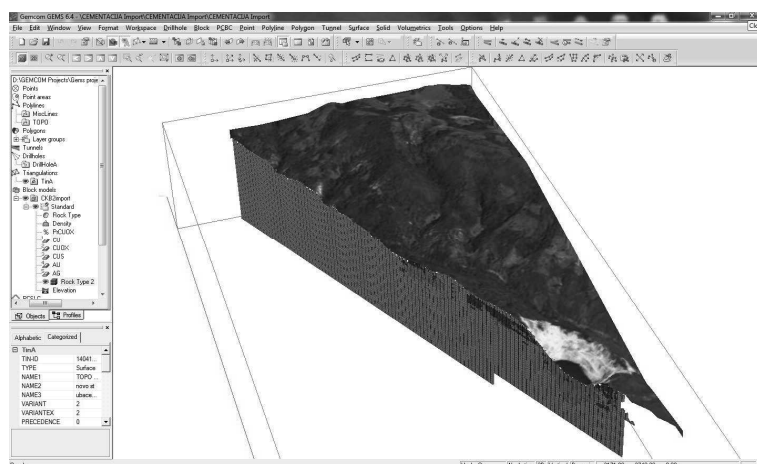 Gemcom GEMS 6.4 - \CEMENTACIJA Import\CEMENTACIJA Import\CEMENTACIJA Import
File Edit Window View Format Workspace Drillhole Block PCBC Point Polyline Polygon Tunnel Surface Solid Volumetrics Tools Options Help
D:\GEMCOM Projects\Gems proje
Points
Point areas
Polylines
MiscLines
TOPO
Polygons
Layer groups
Tunnels
Drillholes
DrillHoleA
Triangulations
TinA
Block models
CKB2import
Standard
Rock Type
Density
CU
CUOX
CUS
AU
AG
Rock Type 2
Elevation
Objects Profiles
Alphabetic Categorized
TinA
TIN-ID 14041...
TYPE Surface
NAME1 TOPO ...
NAME2 novo st
NAME3 ubace...
VARIANT 2
VARIANTEX 2
PRECEDENCE 0